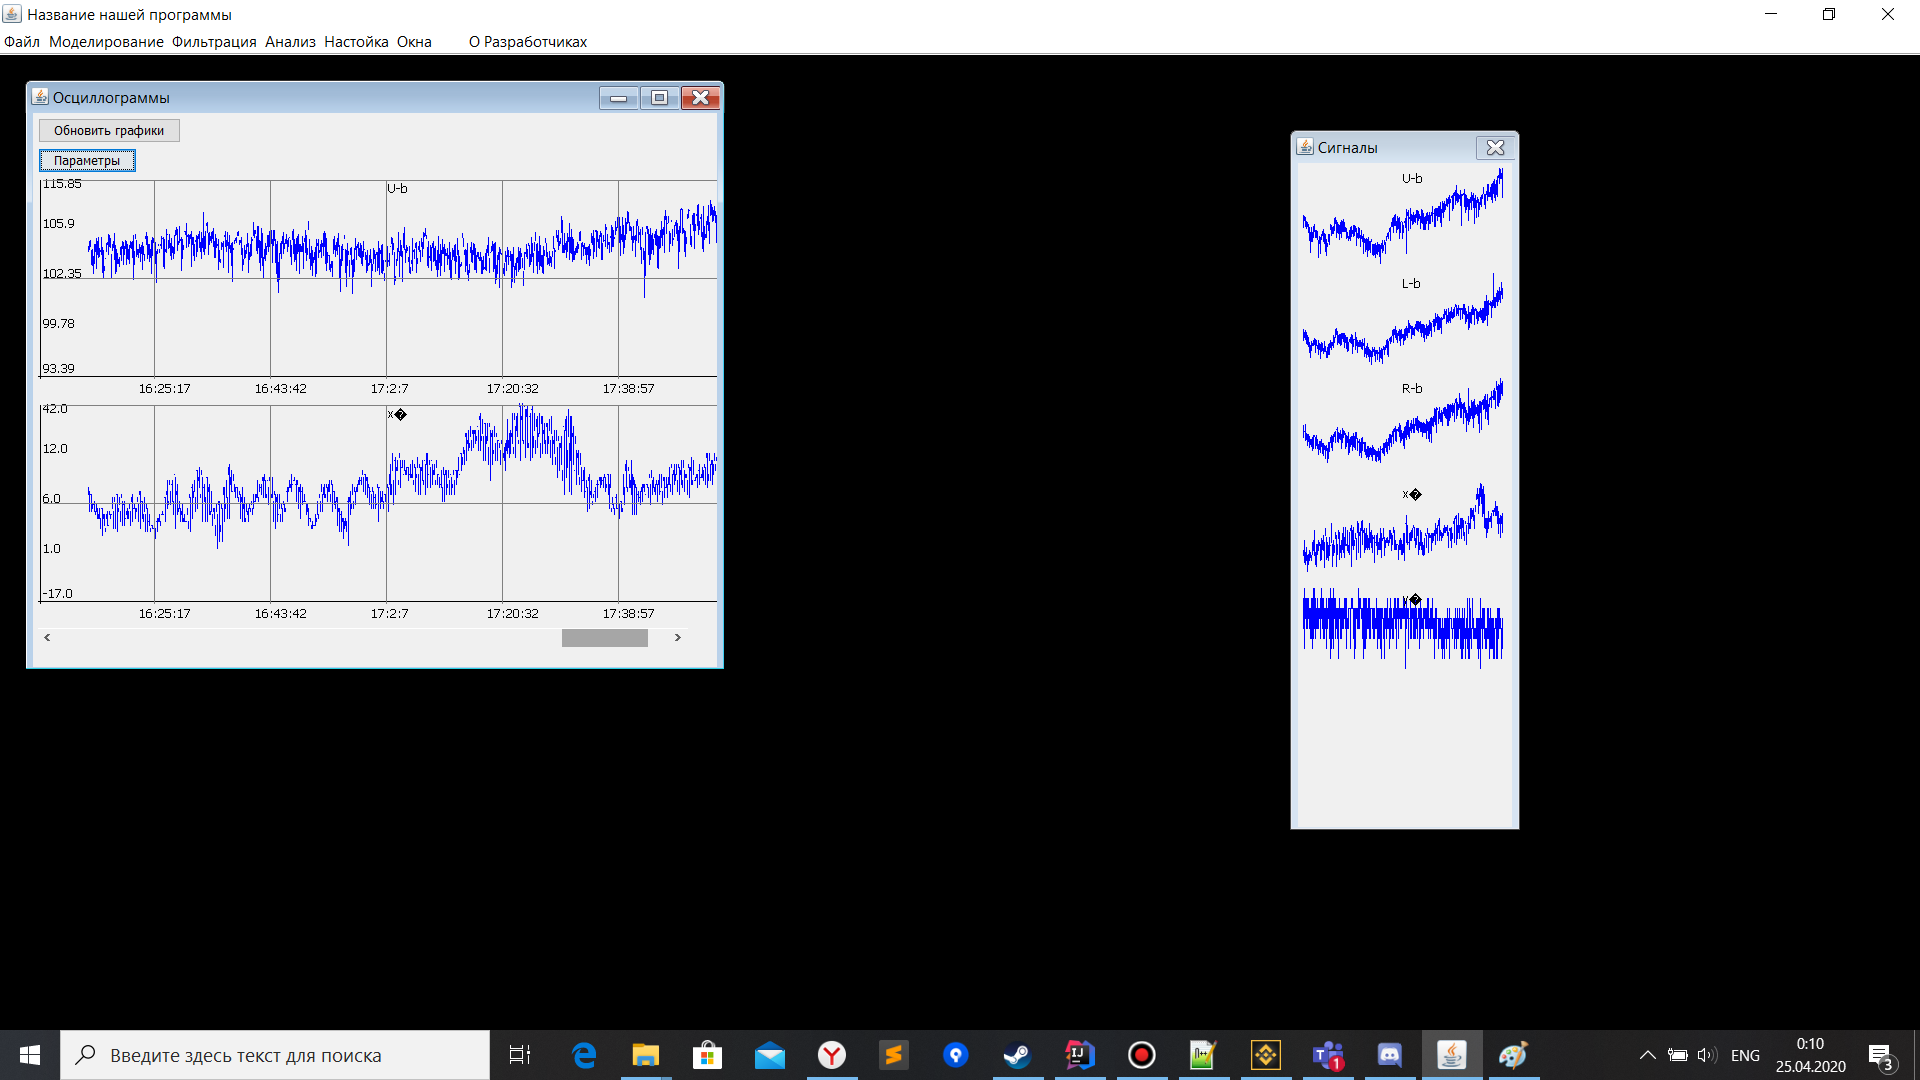 Название нашей программы
Файл Моделирование Фильтрация Анализ Настойка Окна О Разработчиках
Осциллограммы
Обновить графики
Параметры
115.85
U-b
105.9
102.35
99.78
93.39
16:25:17 16:43:42 17:2:7 17:20:32 17:38:57
42.0
x�
12.0
6.0
1.0
-17.0
16:25:17 16:43:42 17:2:7 17:20:32 17:38:57
Сигналы
U-b
L-b
R-b
x�
y�
Введите здесь текст для поиска
ENG
0:10
25.04.2020
3
1